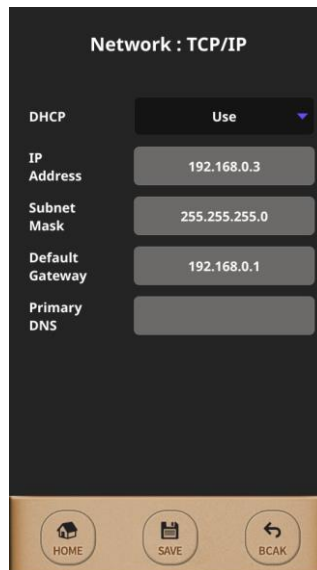 Network : TCP/IP
DHCP Use
IP
Address 192.168.0.3
Subnet
Mask 255.255.255.0
Default
Gateway 192.168.0.1
Primary
DNS
HOME SAVE BCAK